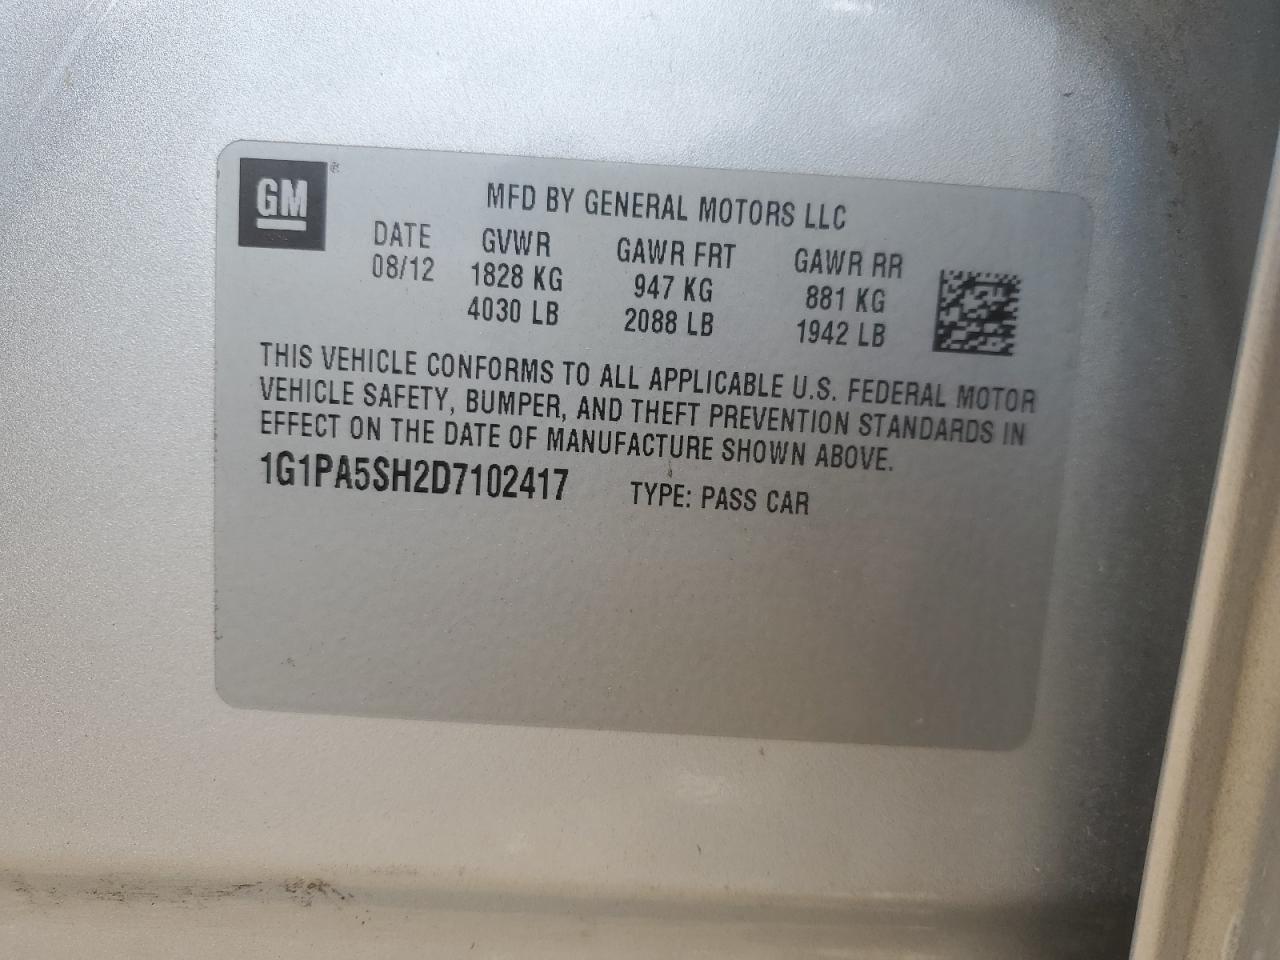 GM ®
MFD BY GENERAL MOTORS LLC
DATE GVWR GAWR FRT GAWR RR
08/12 1828 KG 947 KG 881 KG
4030 LB 2088 LB 1942 LB
THIS VEHICLE CONFORMS TO ALL APPLICABLE U.S. FEDERAL MOTOR
VEHICLE SAFETY, BUMPER, AND THEFT PREVENTION STANDARDS IN
EFFECT ON THE DATE OF MANUFACTURE SHOWN ABOVE.
1G1PA5SH2D7102417 TYPE: PASS CAR